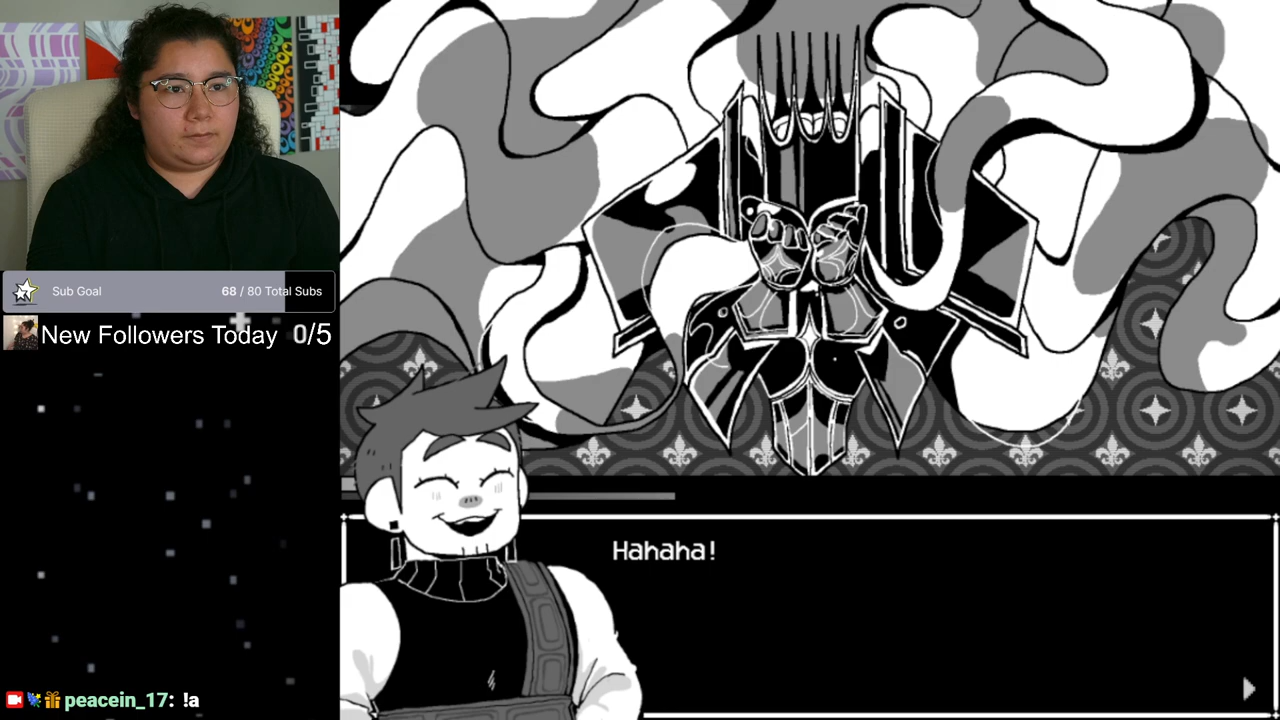 Sub Goal 68 / 80 Total Subs
New Followers Today 0/5
Hahaha!
peacein_17: !a